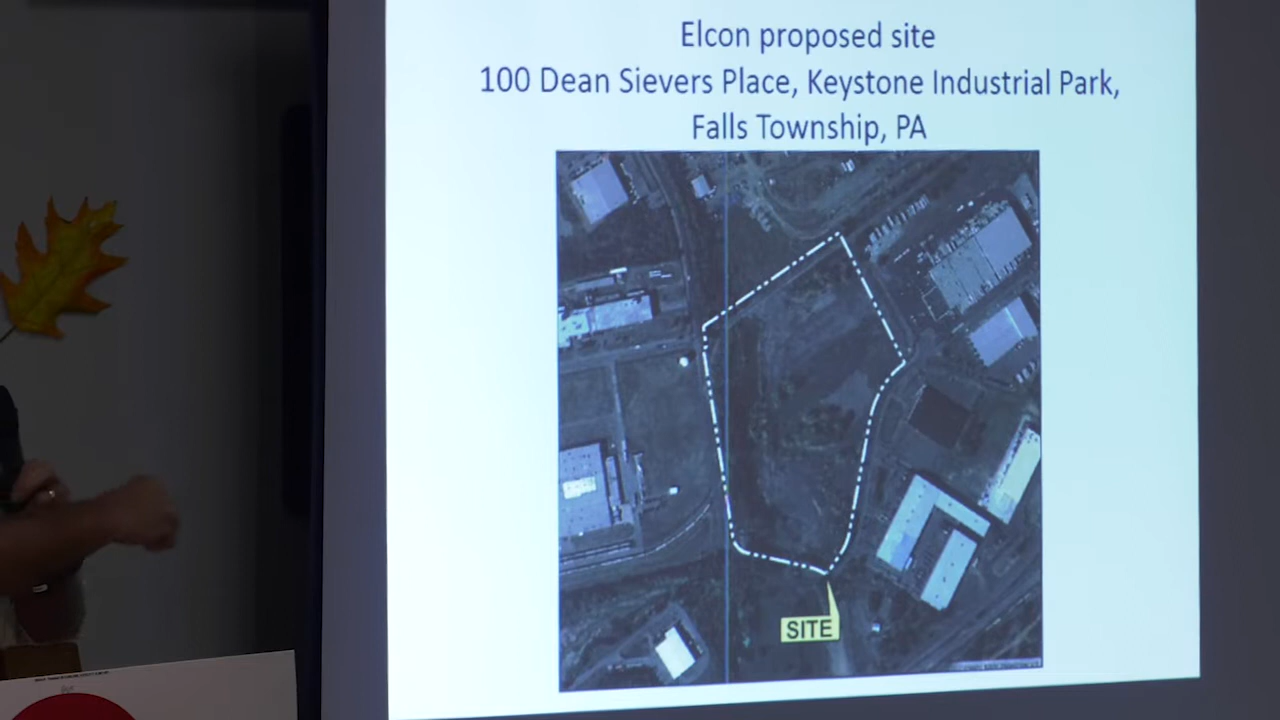 Elcon proposed site
100 Dean Sievers Place, Keystone Industrial Park,
Falls Township, PA
SITE